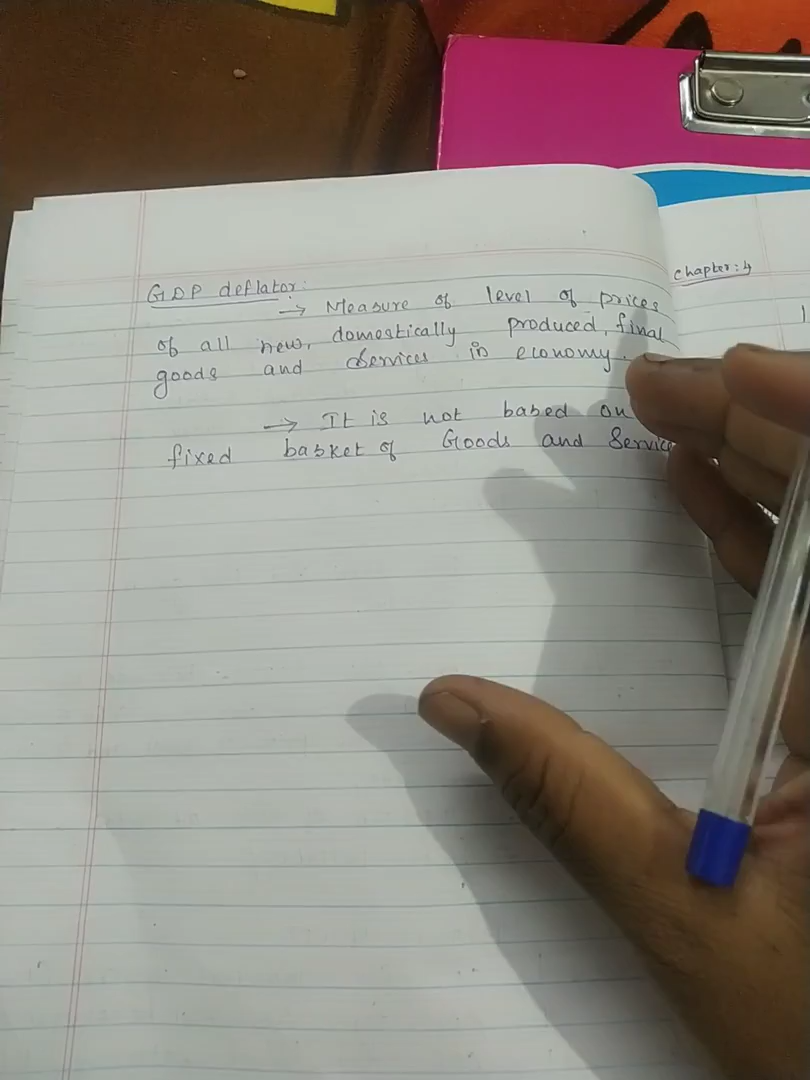 GDP deflator:
→ Measure of level of prices
of all new, domestically produced, final
goods and Services in economy.
→ It is not based on
fixed basket of Goods and Service
chapter: 4